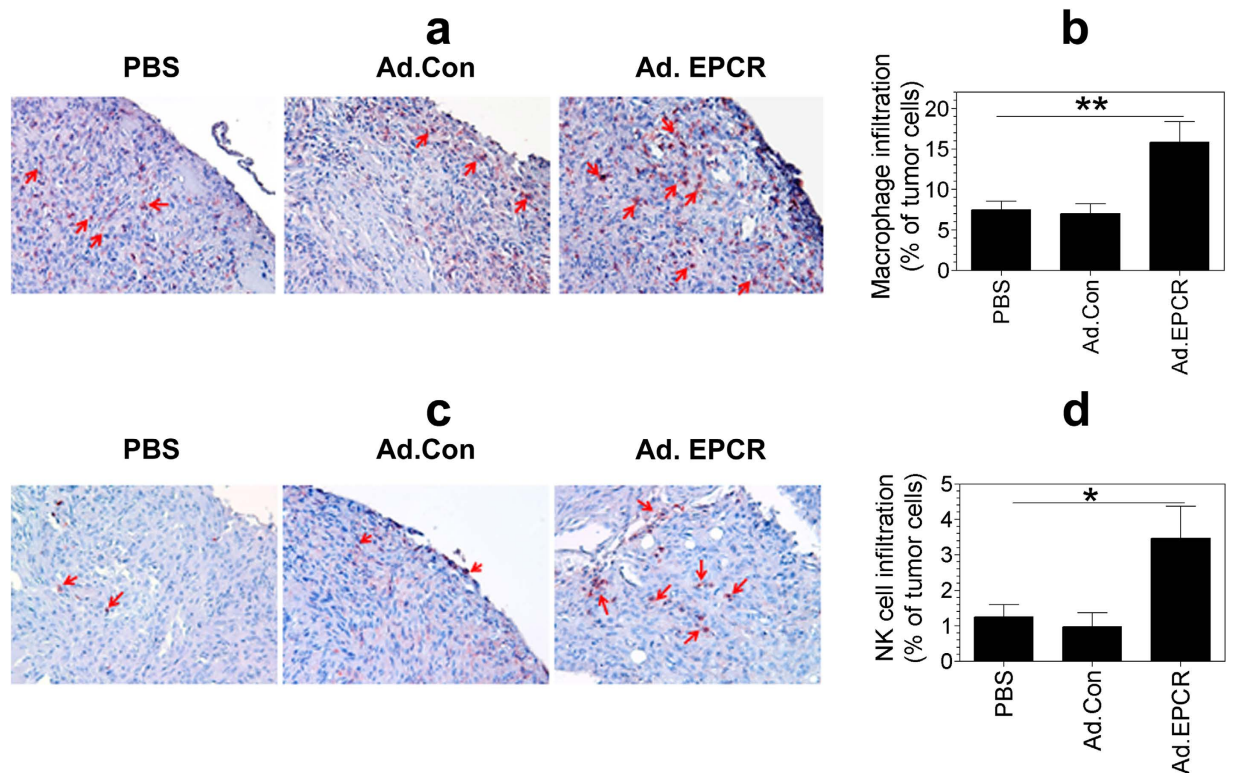 a
PBS
Ad.Con
Ad. EPCR
b
Macrophage infiltration
(% of tumor cells)
20
15
10
5
0
**
PBS
Ad.Con
Ad.EPCR
c
PBS
Ad.Con
Ad. EPCR
d
NK cell infiltration
(% of tumor cells)
5
4
3
2
1
0
*
PBS
Ad.Con
Ad.EPCR